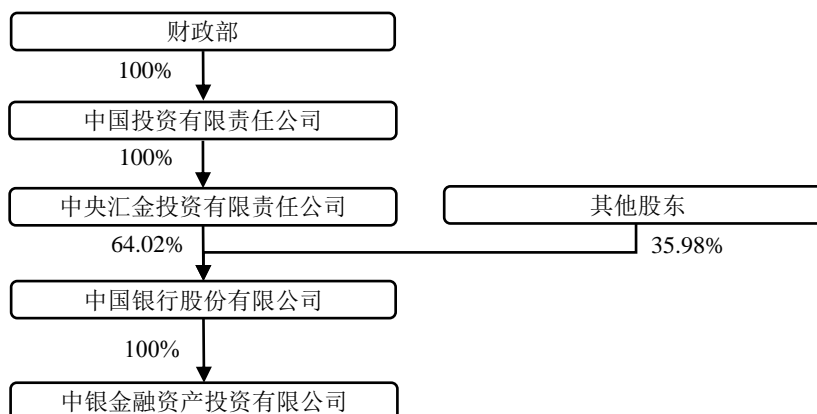 财政部
100%
中国投资有限责任公司
100%
中央汇金投资有限责任公司
其他股东
64.02%
35.98%
中国银行股份有限公司
100%
中银金融资产投资有限公司